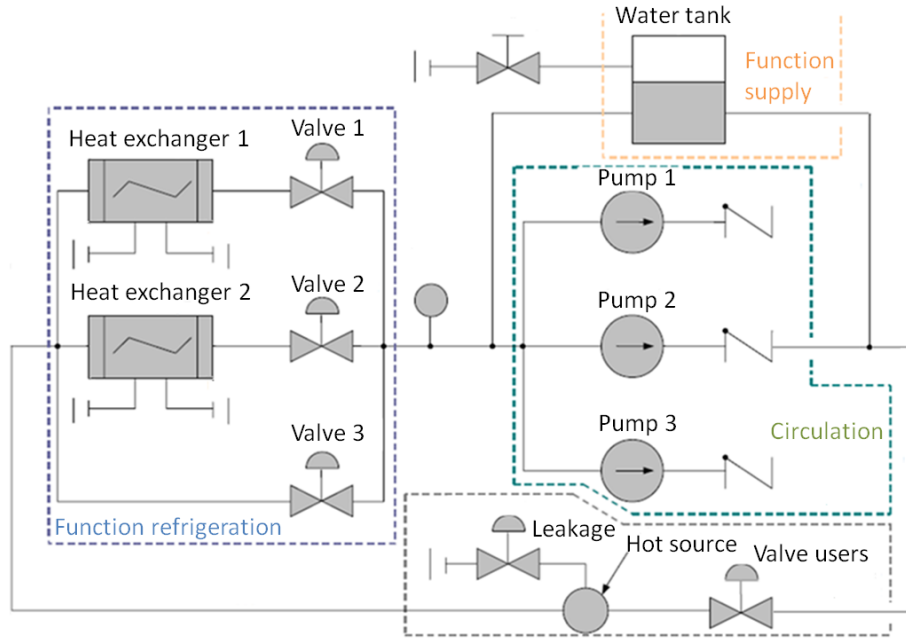 Water tank
Function
supply
Heat exchanger 1
Valve 1
Pump 1
Heat exchanger 2
Valve 2
Pump 2
Valve 3
Pump 3
Circulation
Function refrigeration
Leakage
Hot source
Valve users